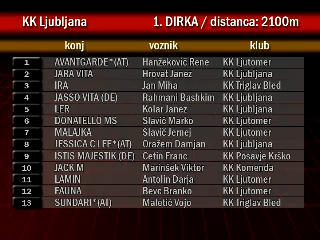 KK Ljubljana 1. DIRKA / distanca: 2100m
konj voznik klub
1 AVANTGARDE*(AT) Hanžekovič Rene KK Ljutomer
2 JARA VITA Hrovat Janez KK Ljubljana
3 IRA Jan Miha KK Triglav Bled
4 JASSO VITA (DE) Rahmani Bashkim KK Ljubljana
5 LER Kolar Janez KK Ljubljana
6 DONATELLO MS Slavič Marko KK Ljutomer
7 MALAJKA Slavič Jernej KK Ljutomer
8 JESSICA C LEE*(AT) Oražem Damjan KK Ljubljana
9 ISTIS MAJESTIK (DE) Cetin Franc KK Posavje Krško
10 JACK M Marinšek Viktor KK Komenda
11 LAMIN Antolin Darja KK Ljutomer
12 FAUNA Bevc Branko KK Ljutomer
13 SUNDARI*(AT) Maletič Vojo KK Triglav Bled